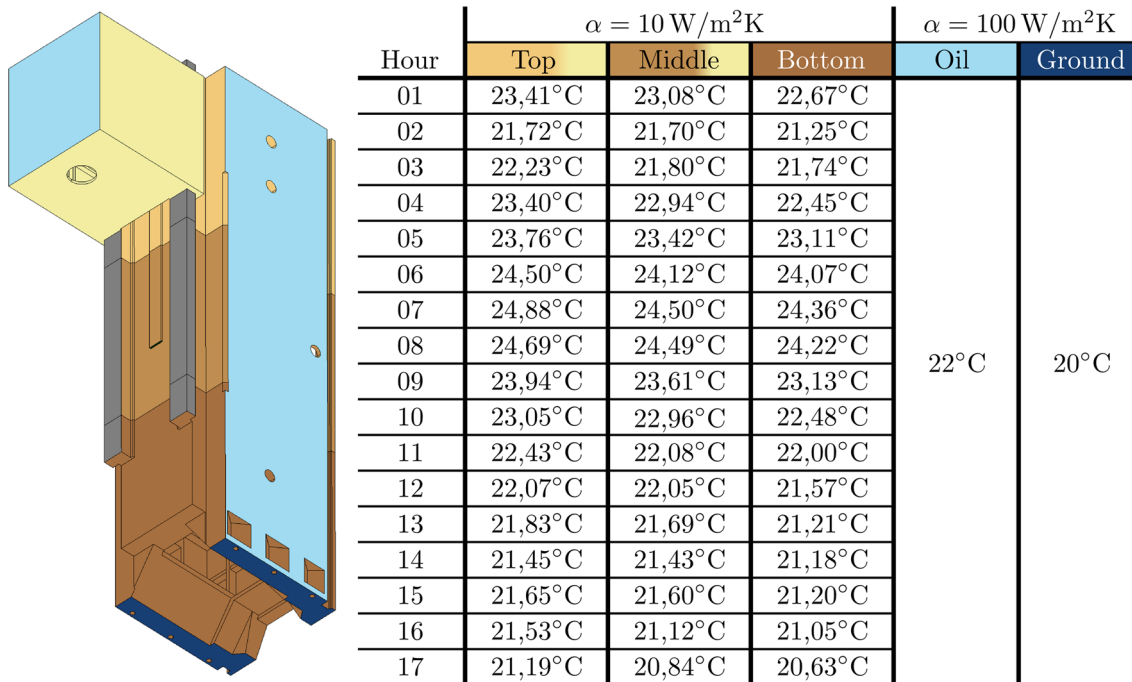 α = 10 W/m²K α = 100 W/m²K
Hour Top Middle Bottom Oil Ground
01 23,41°C 23,08°C 22,67°C
02 21,72°C 21,70°C 21,25°C
03 22,23°C 21,80°C 21,74°C
04 23,40°C 22,94°C 22,45°C
05 23,76°C 23,42°C 23,11°C
06 24,50°C 24,12°C 24,07°C
07 24,88°C 24,50°C 24,36°C
08 24,69°C 24,49°C 24,22°C
22°C 20°C
09 23,94°C 23,61°C 23,13°C
10 23,05°C 22,96°C 22,48°C
11 22,43°C 22,08°C 22,00°C
12 22,07°C 22,05°C 21,57°C
13 21,83°C 21,69°C 21,21°C
14 21,45°C 21,43°C 21,18°C
15 21,65°C 21,60°C 21,20°C
16 21,53°C 21,12°C 21,05°C
17 21,19°C 20,84°C 20,63°C